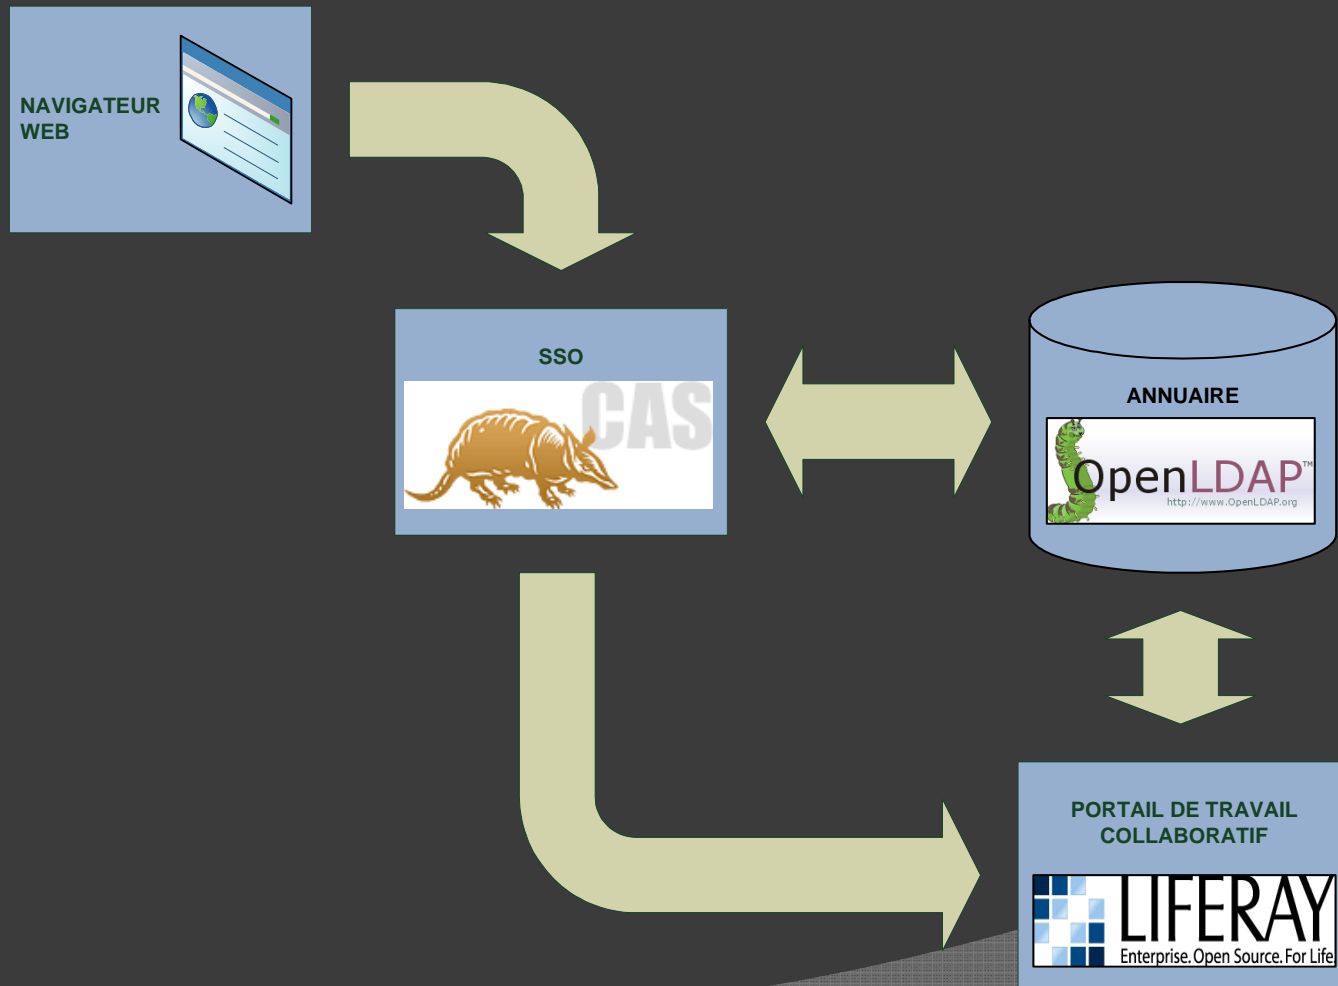 NAVIGATEUR
WEB
SSO
CAS
ANNUAIRE
OpenLDAP™
http://www.OpenLDAP.org
PORTAIL DE TRAVAIL
COLLABORATIF
LIFERAY
Enterprise. Open Source. For Life